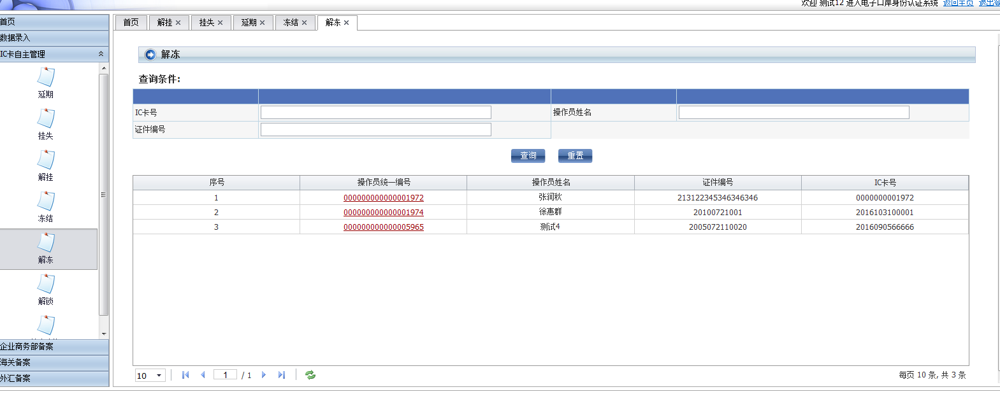 欢迎 测试12 进入电子口岸身份认证系统 返回主页 退出登
首页
数据录入
IC卡自主管理
延期
挂失
解挂
冻结
解冻
解锁
企业商务部备案
海关备案
外汇备案
首页 解挂 挂失 延期 冻结 解冻
解冻
查询条件:
IC卡号 操作员姓名
证件编号
查询 重置
序号 操作员统一编号 操作员姓名 证件编号 IC卡号
1 000000000000001972 张润秋 213122345346346346 0000000001972
2 000000000000001974 徐惠群 20100721001 2016103100001
3 000000000000005965 测试4 2005072110020 2016090566666
10 1 / 1 每页 10 条, 共 3 条